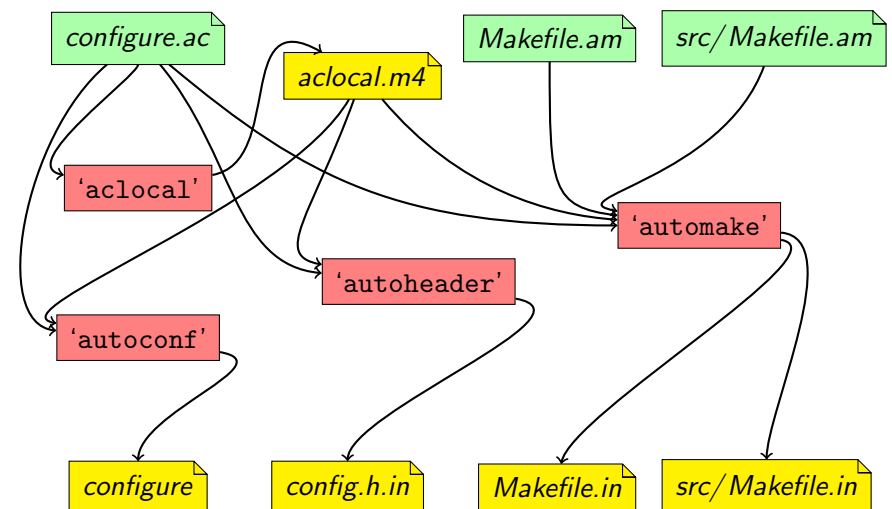 configure.ac
aclocal.m4
Makefile.am
src/Makefile.am
‘aclocal’
‘automake’
‘autoheader’
‘autoconf’
configure
config.h.in
Makefile.in
src/Makefile.in